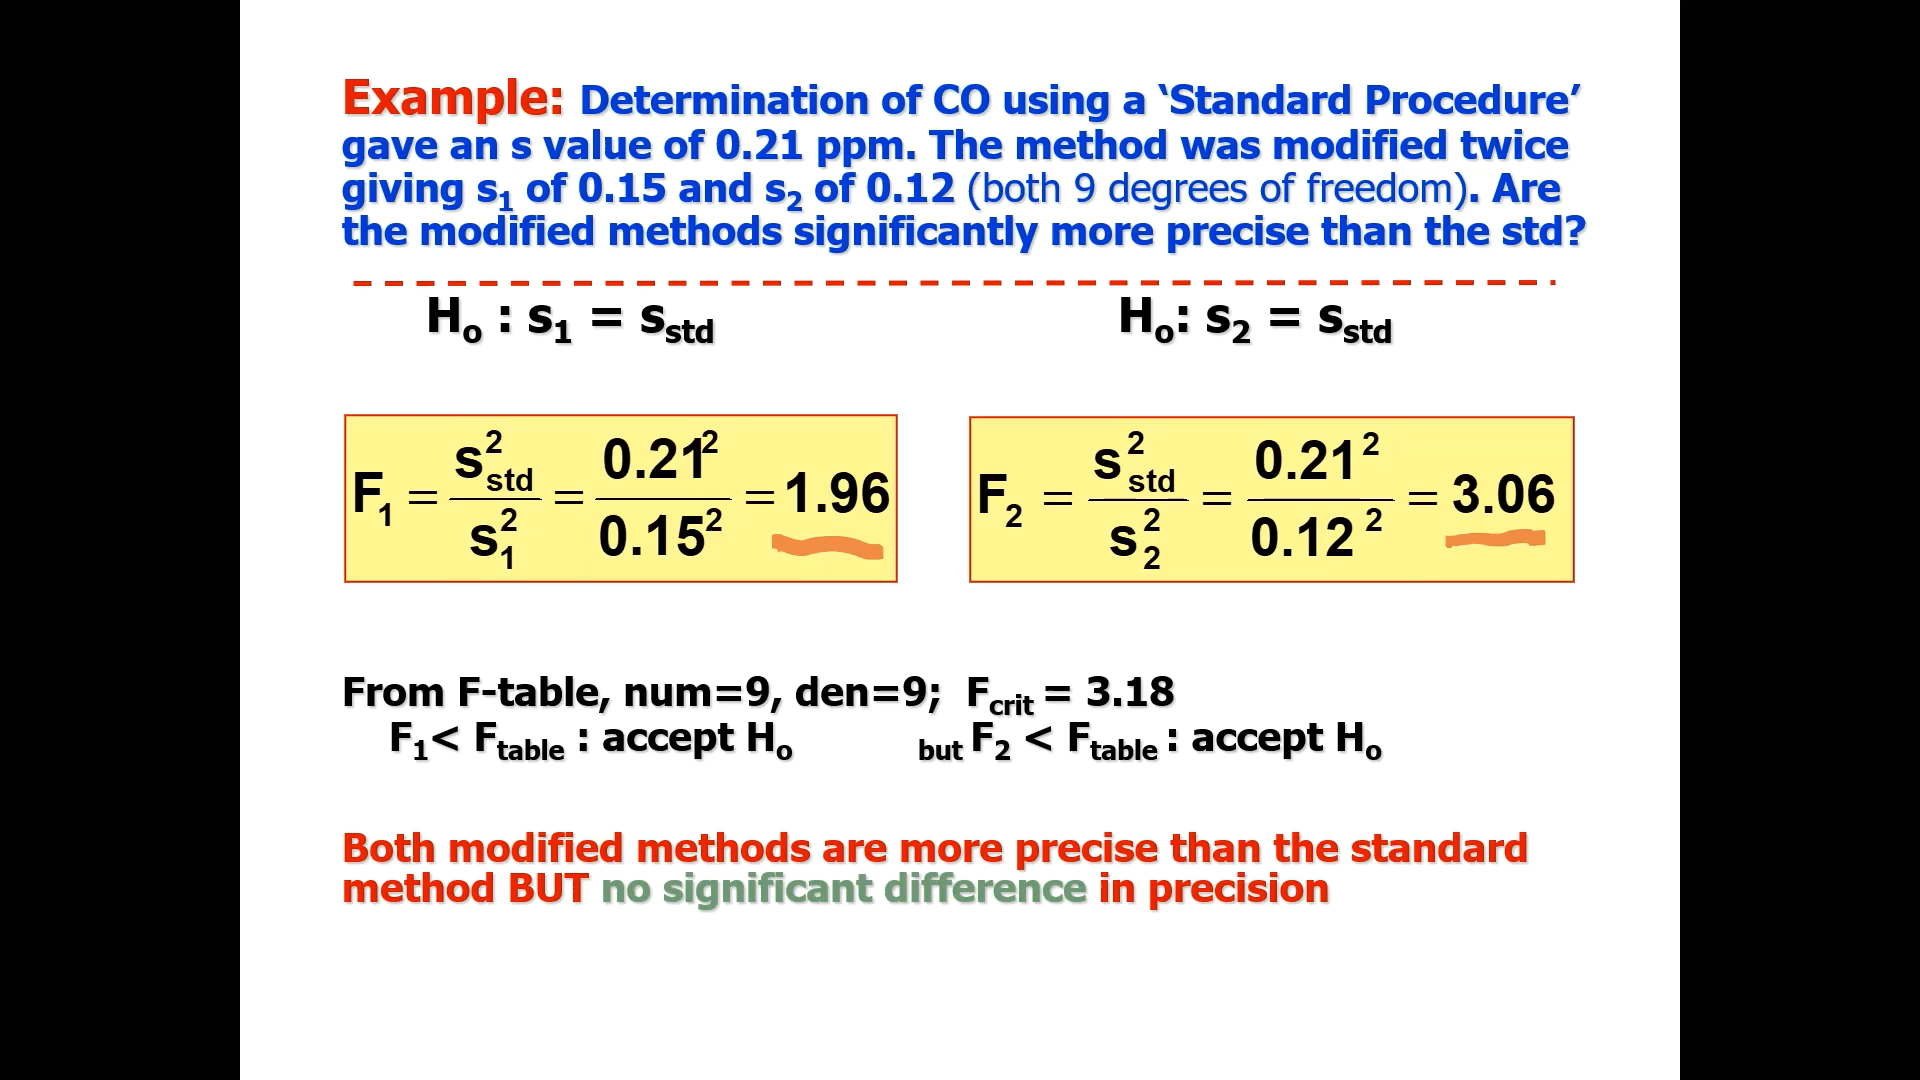 Example: Determination of CO using a ‘Standard Procedure’
gave an s value of 0.21 ppm. The method was modified twice
giving s1 of 0.15 and s2 of 0.12 (both 9 degrees of freedom). Are
the modified methods significantly more precise than the std?
Ho : s1 = sstd
Ho: s2 = sstd
F1 = s²std / s²1 = 0.21² / 0.15² = 1.96
F2 = s²std / s²2 = 0.21² / 0.12² = 3.06
From F-table, num=9, den=9; Fcrit = 3.18
F1< Ftable : accept Ho but F2 < Ftable : accept Ho
Both modified methods are more precise than the standard
method BUT no significant difference in precision